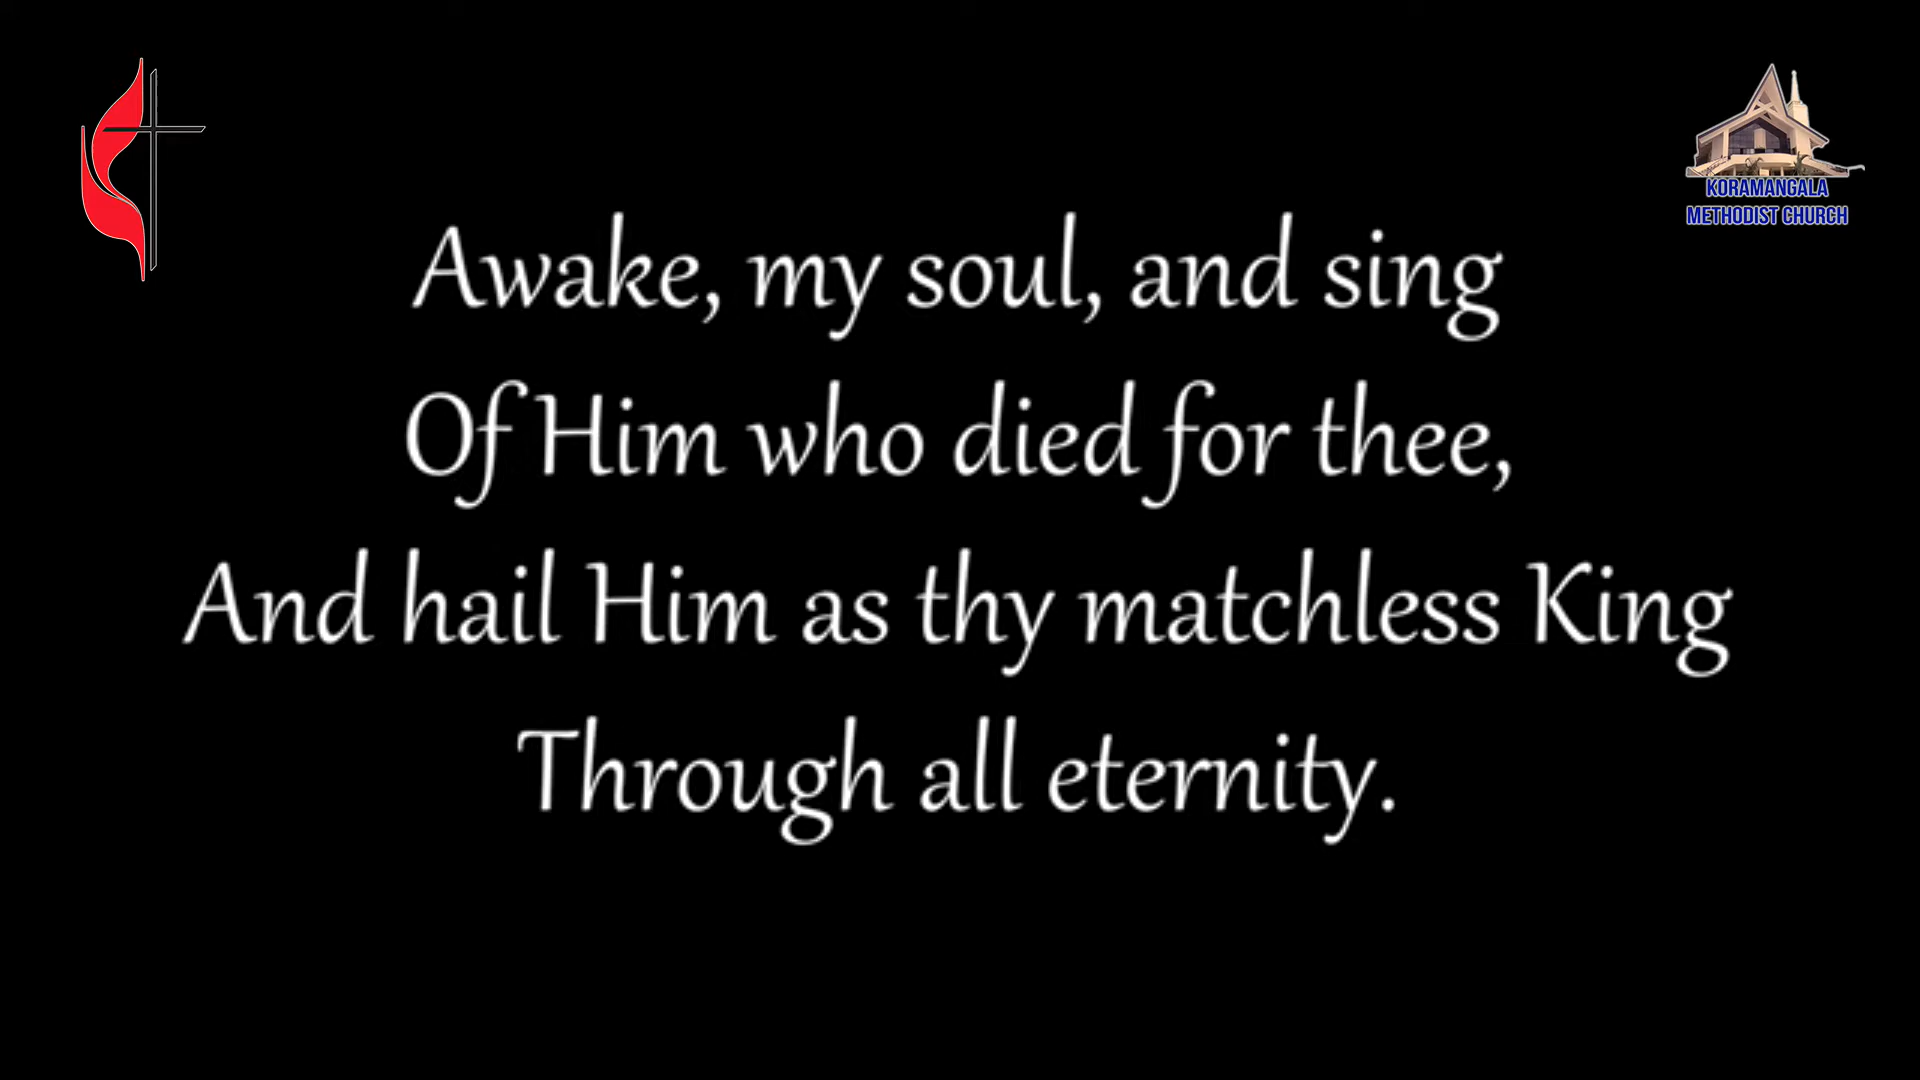 KORAMANGALA
METHODIST CHURCH
Awake, my soul, and sing
Of Him who died for thee,
And hail Him as thy matchless King
Through all eternity.